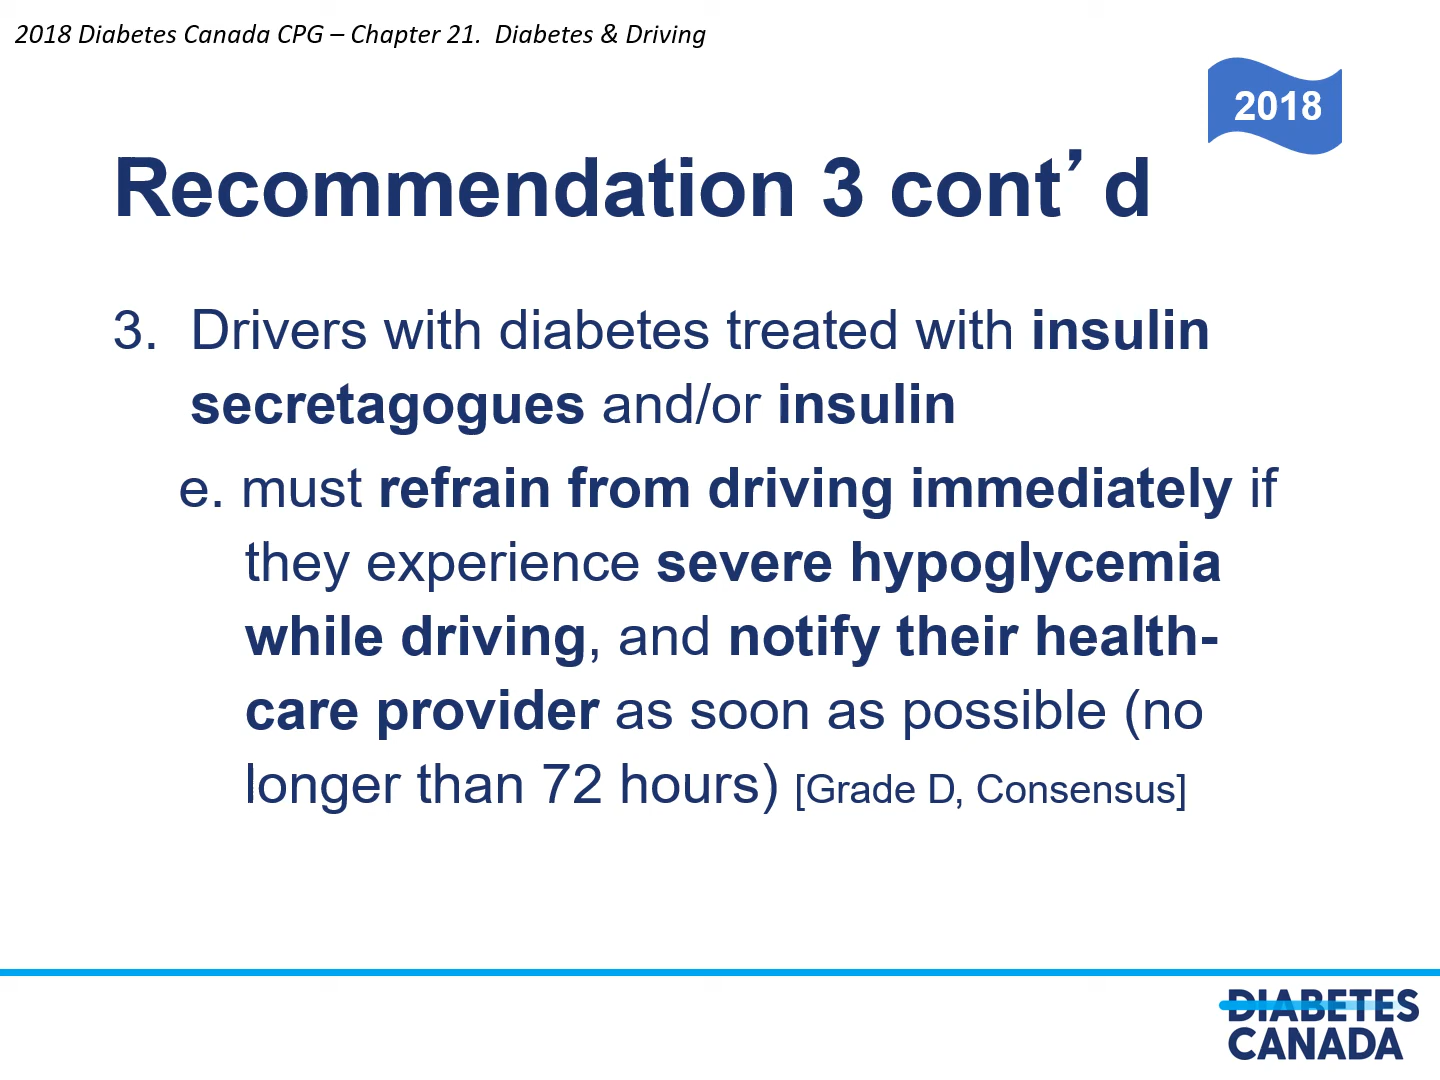 2018 Diabetes Canada CPG – Chapter 21.  Diabetes & Driving
2018
Recommendation 3 cont’d
3.  Drivers with diabetes treated with insulin
secretagogues and/or insulin
e. must refrain from driving immediately if
they experience severe hypoglycemia
while driving, and notify their health-
care provider as soon as possible (no
longer than 72 hours) [Grade D, Consensus]
DIABETES
CANADA